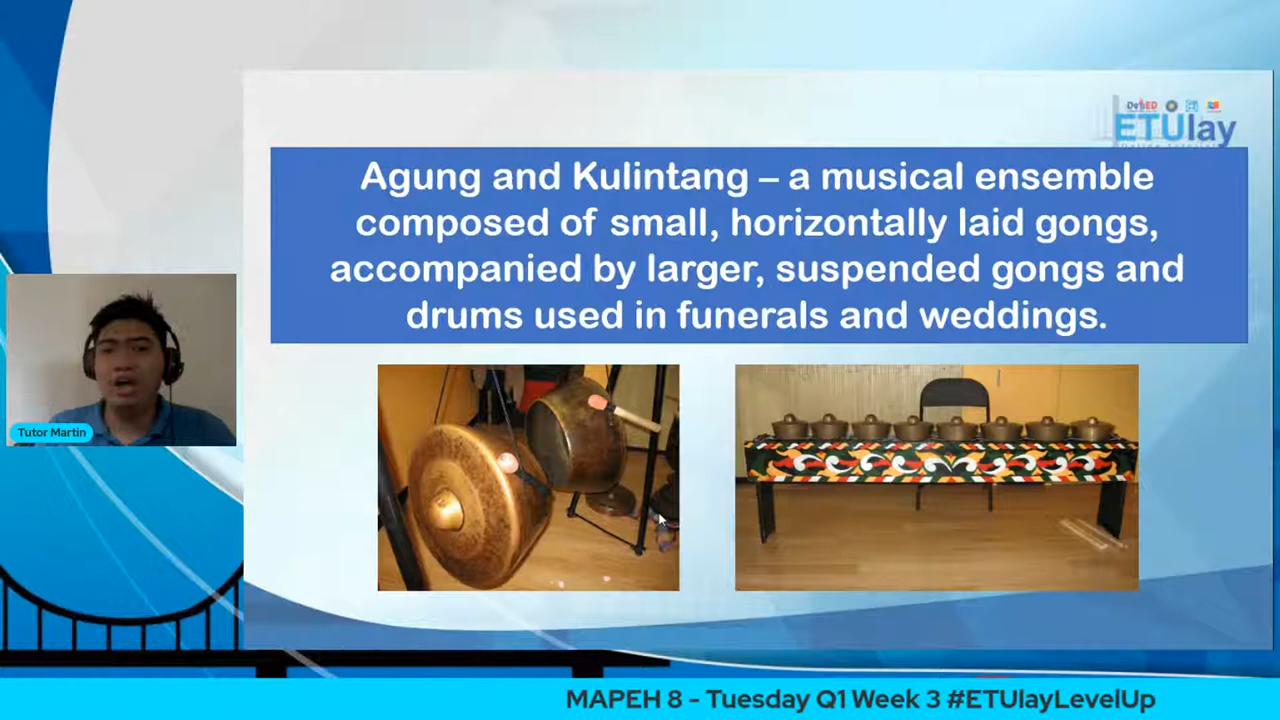 DepED
ETUlay
Agung and Kulintang – a musical ensemble
composed of small, horizontally laid gongs,
accompanied by larger, suspended gongs and
drums used in funerals and weddings.
Tutor Martin
MAPEH 8 - Tuesday Q1 Week 3 #ETUlayLevelUp